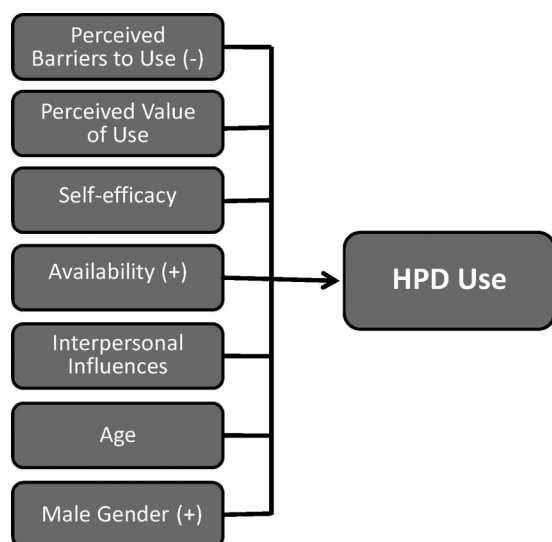 Perceived
Barriers to Use (-)
Perceived Value
of Use
Self-efficacy
Availability (+)
HPD Use
Interpersonal
Influences
Age
Male Gender (+)